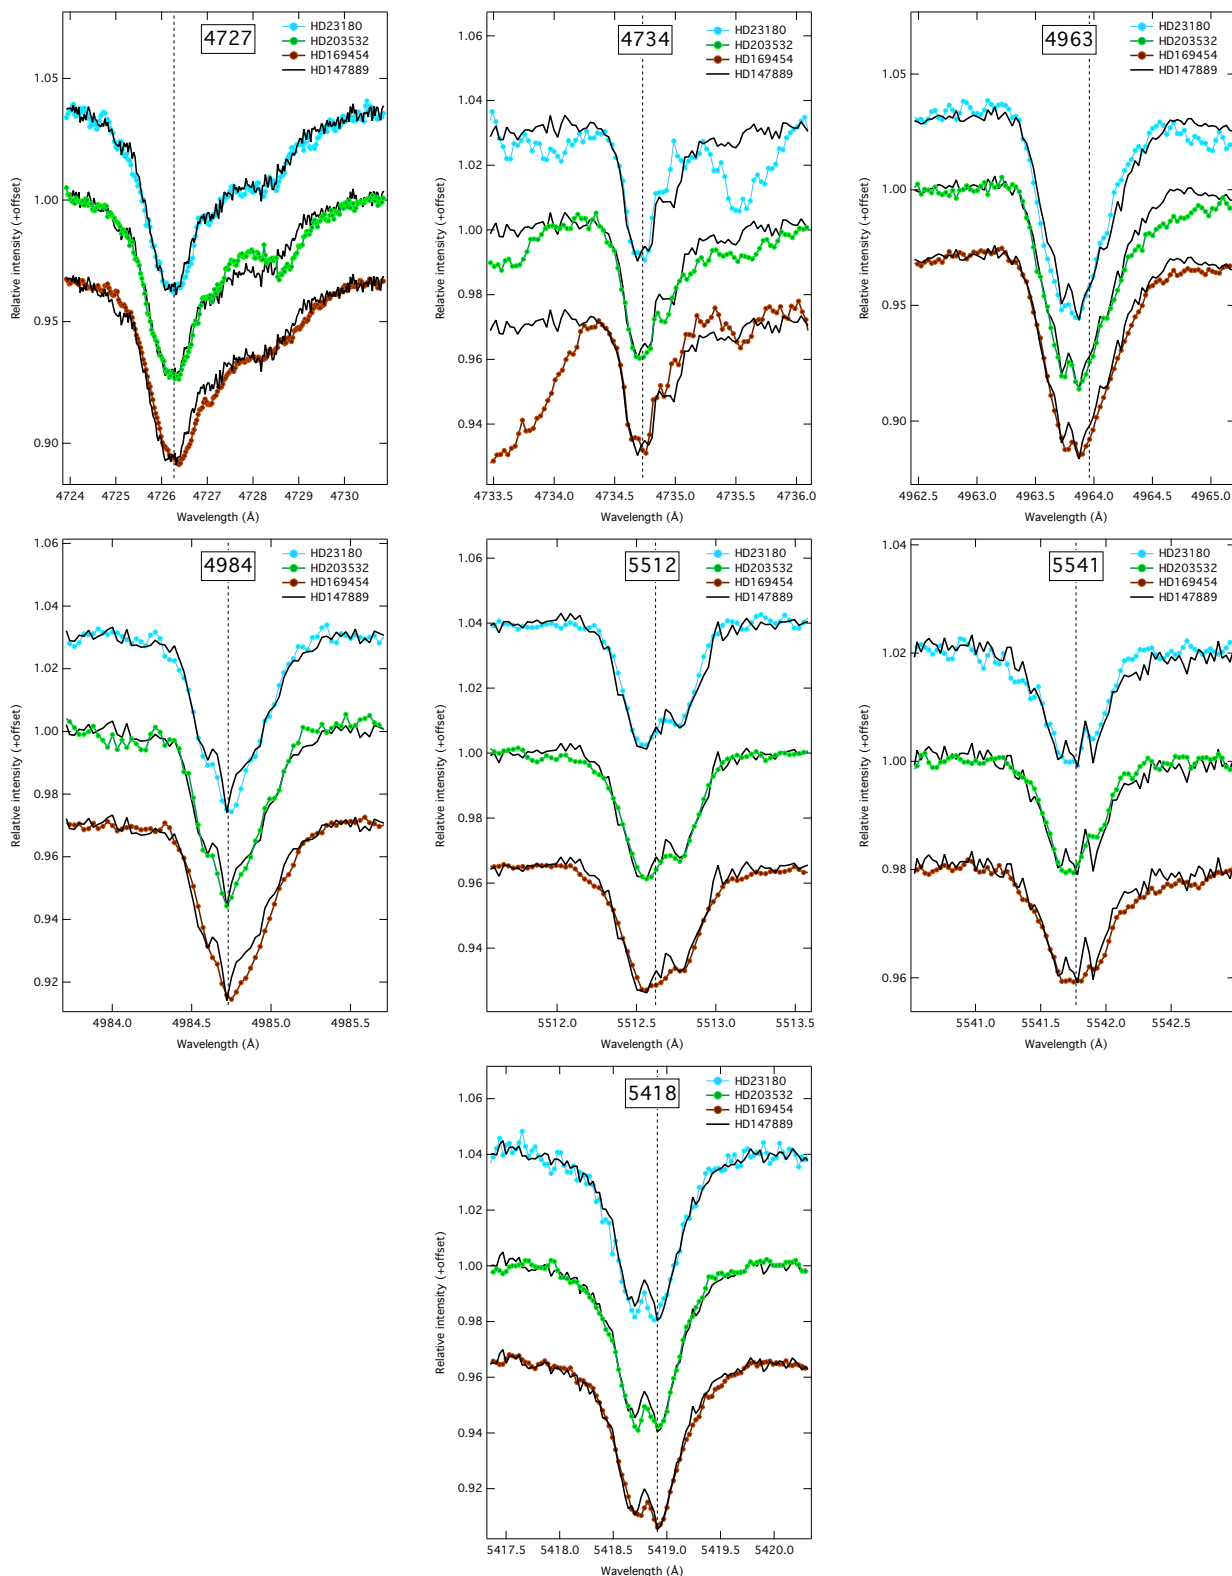 4727
HD23180
HD203532
HD169454
HD147889
1.05
1.00
0.95
0.90
Relative intensity (+offset)
4724 4725 4726 4727 4728 4729 4730
Wavelength (Å)
4734
HD23180
HD203532
HD169454
HD147889
1.06
1.04
1.02
1.00
0.98
0.96
0.94
Relative intensity (+offset)
4733.5 4734.0 4734.5 4735.0 4735.5 4736.0
Wavelength (Å)
4963
HD23180
HD203532
HD169454
HD147889
1.05
1.00
0.95
0.90
Relative intensity (+offset)
4962.5 4963.0 4963.5 4964.0 4964.5 4965.0
Wavelength (Å)
4984
HD23180
HD203532
HD169454
HD147889
1.06
1.04
1.02
1.00
0.98
0.96
0.94
0.92
Relative intensity (+offset)
4984.0 4984.5 4985.0 4985.5
Wavelength (Å)
5512
HD23180
HD203532
HD169454
HD147889
1.06
1.04
1.02
1.00
0.98
0.96
0.94
Relative intensity (+offset)
5512.0 5512.5 5513.0 5513.5
Wavelength (Å)
5541
HD23180
HD203532
HD169454
HD147889
1.04
1.02
1.00
0.98
0.96
Relative intensity (+offset)
5541.0 5541.5 5542.0 5542.5
Wavelength (Å)
5418
HD23180
HD203532
HD169454
HD147889
1.06
1.04
1.02
1.00
0.98
0.96
0.94
0.92
Relative intensity (+offset)
5417.5 5418.0 5418.5 5419.0 5419.5 5420.0
Wavelength (Å)